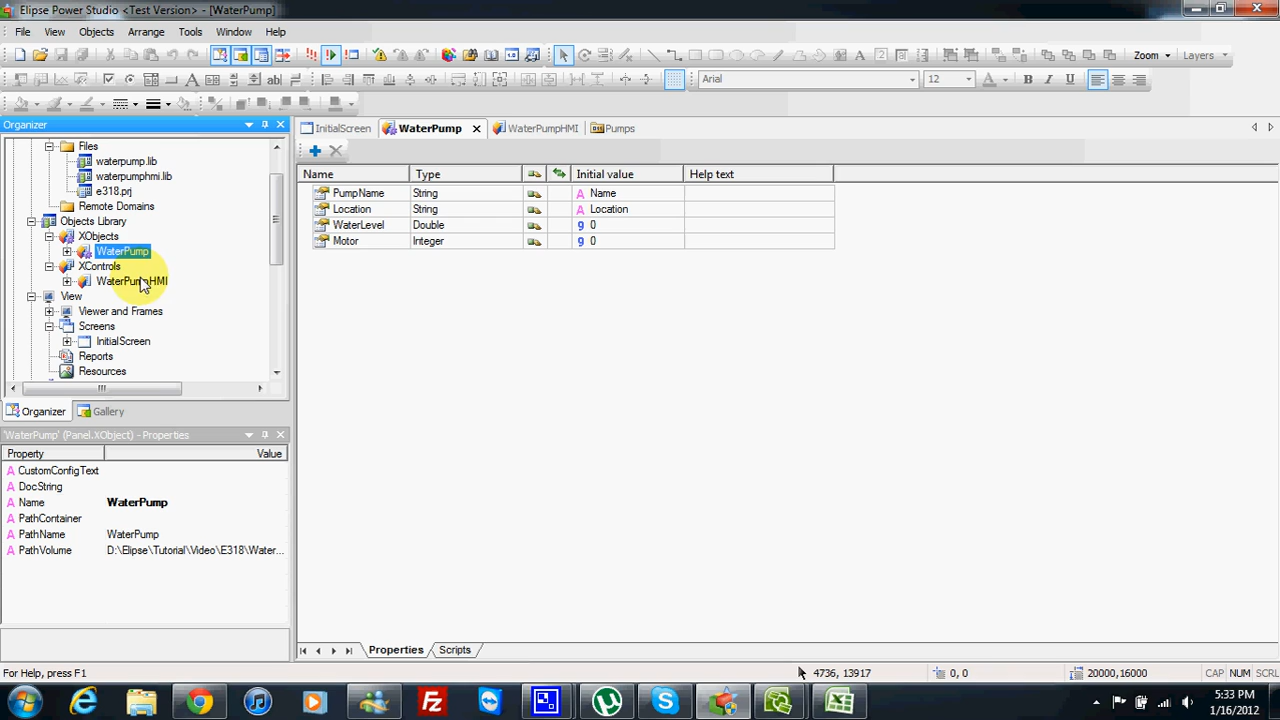 Elipse Power Studio <Test Version> - [WaterPump]
File View Objects Arrange Tools Window Help
Zoom Layers
Arial 12 A B I U
Organizer
InitialScreen WaterPump WaterPumpHMI Pumps
Files
waterpump.lib
waterpumphmi.lib
e318.prj
Remote Domains
Objects Library
XObjects
WaterPump
XControls
WaterPumpHMI
View
Viewer and Frames
Screens
InitialScreen
Reports
Resources
Organizer Gallery
Name Type Initial value Help text
PumpName String A Name
Location String A Location
WaterLevel Double 9 0
Motor Integer 9 0
'WaterPump' (Panel.XObject) - Properties
Property Value
A CustomConfigText
A DocString
A Name WaterPump
A PathContainer
A PathName WaterPump
A PathVolume D:\Elipse\Tutorial\Video\E318\Water...
Properties Scripts
For Help, press F1 4736, 13917 0, 0 20000,16000 CAP NUM SCRL
5:33 PM
1/16/2012